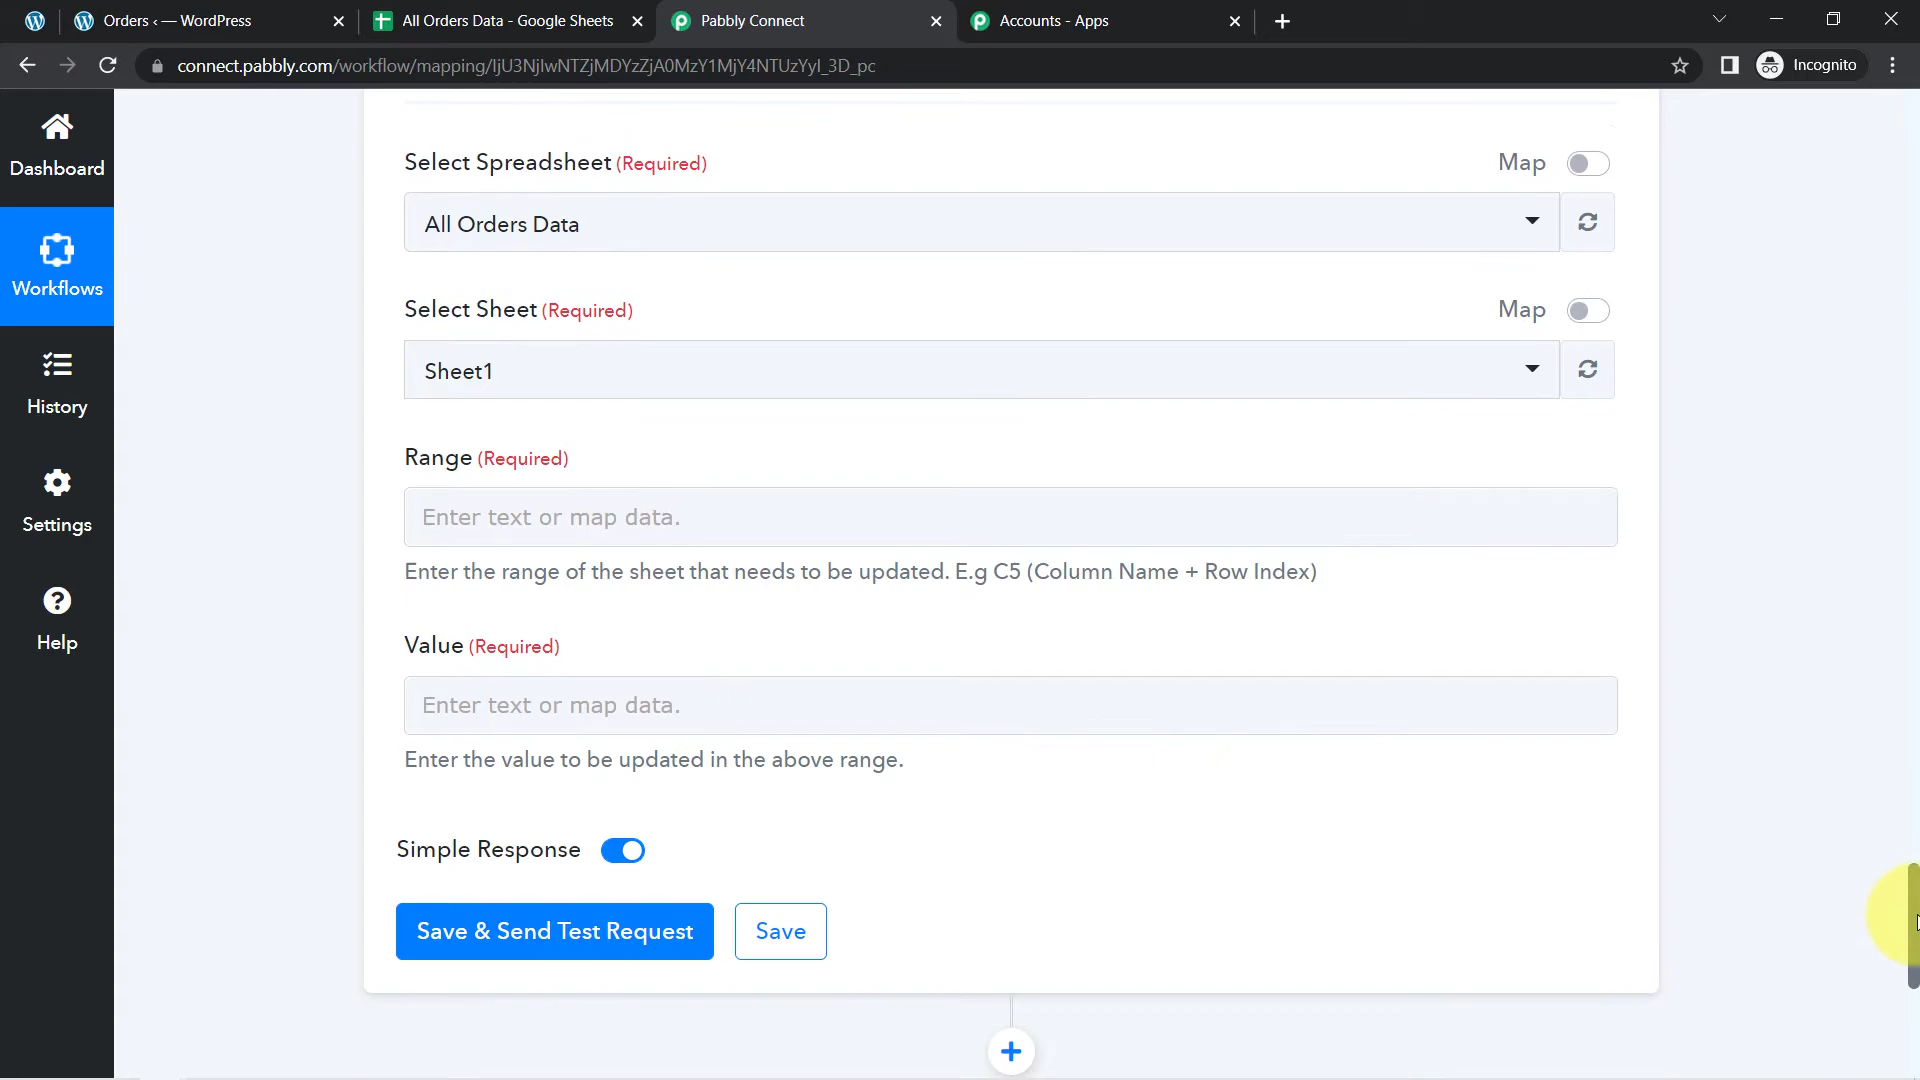 Orders ‹ — WordPress
All Orders Data - Google Sheets
Pabbly Connect
Accounts - Apps
connect.pabbly.com/workflow/mapping/IjU3NjIwNTZjMDYzZjA0MzY1MjY4NTUzYyI_3D_pc
Incognito
Dashboard
Workflows
History
Settings
Help
Select Spreadsheet (Required)
Map
All Orders Data
Select Sheet (Required)
Map
Sheet1
Range (Required)
Enter text or map data.
Enter the range of the sheet that needs to be updated. E.g C5 (Column Name + Row Index)
Value (Required)
Enter text or map data.
Enter the value to be updated in the above range.
Simple Response
Save & Send Test Request
Save